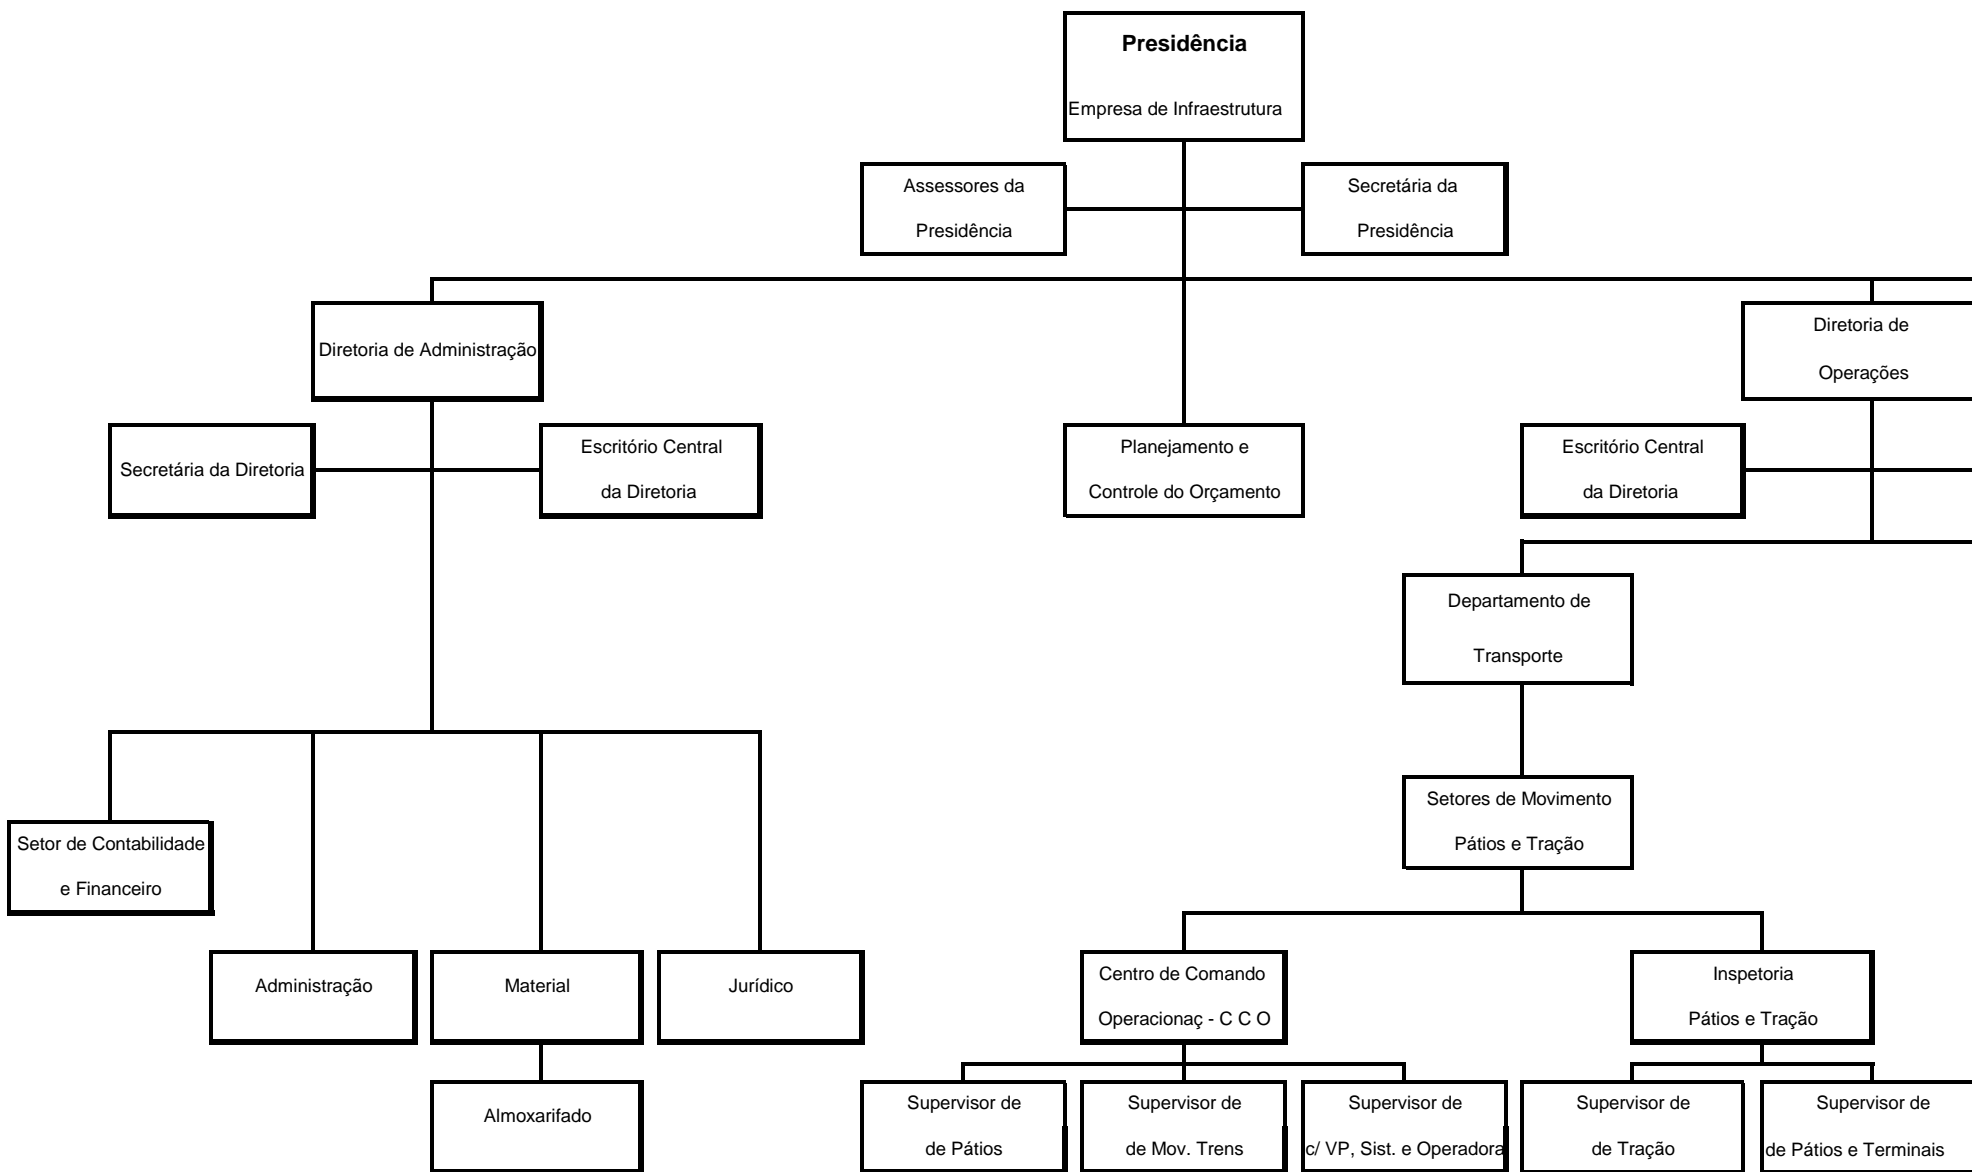 Presidência
Empresa de Infraestrutura
Assessores da
Presidência
Secretária da
Presidência
Diretoria de Administração
Diretoria de
Operações
Secretária da Diretoria
Escritório Central
da Diretoria
Planejamento e
Controle do Orçamento
Escritório Central
da Diretoria
Departamento de
Transporte
Setores de Movimento
Pátios e Tração
Setor de Contabilidade
e Financeiro
Administração
Material
Jurídico
Centro de Comando
Operacionaç - C C O
Inspetoria
Pátios e Tração
Almoxarifado
Supervisor de
de Pátios
Supervisor de
de Mov. Trens
Supervisor de
c/ VP, Sist. e Operadora
Supervisor de
de Tração
Supervisor de
de Pátios e Terminais